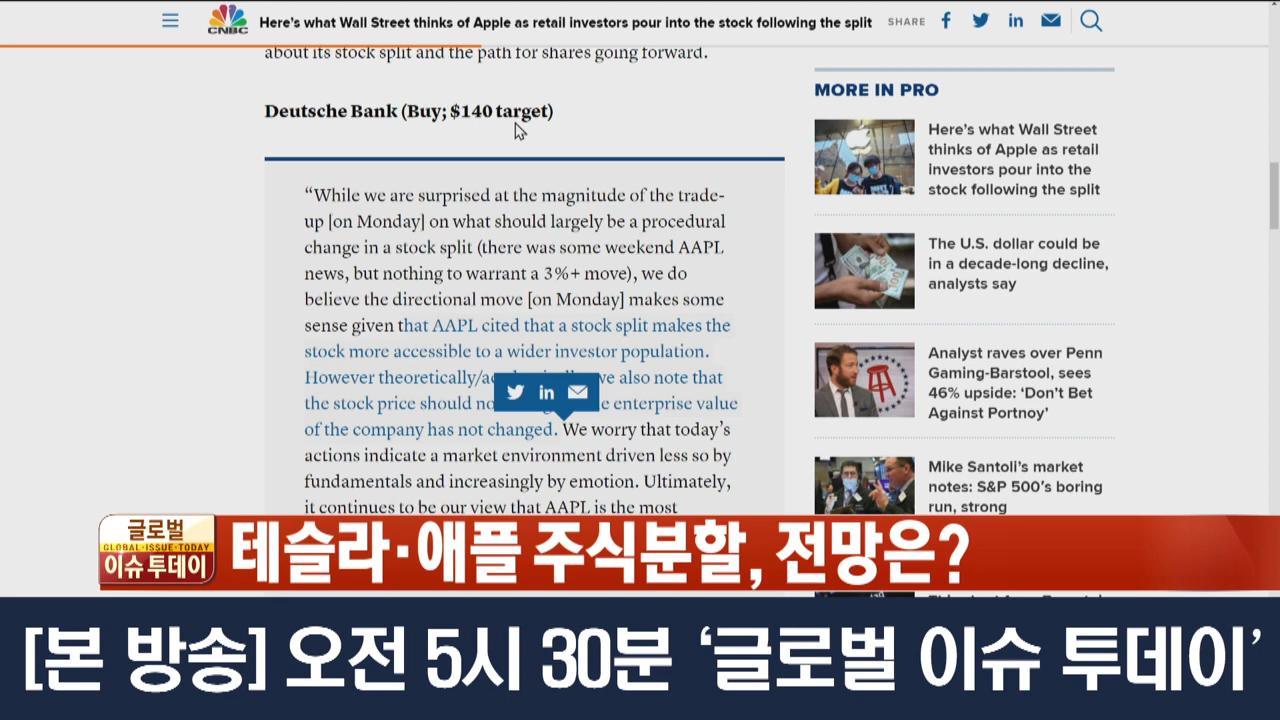 CNBC
Here's what Wall Street thinks of Apple as retail investors pour into the stock following the split
SHARE
about its stock split and the path for shares going forward.
Deutsche Bank (Buy; $140 target)
“While we are surprised at the magnitude of the trade-
up [on Monday] on what should largely be a procedural
change in a stock split (there was some weekend AAPL
news, but nothing to warrant a 3%+ move), we do
believe the directional move [on Monday] makes some
sense given that AAPL cited that a stock split makes the
stock more accessible to a wider investor population.
However we also note that
the stock price should enterprise value
of the company has not changed. We worry that today's
actions indicate a market environment driven less so by
fundamentals and increasingly by emotion. Ultimately,
it continues to be our view that AAPL is the most
MORE IN PRO
Here's what Wall Street
thinks of Apple as retail
investors pour into the
stock following the split
The U.S. dollar could be
in a decade-long decline,
analysts say
Analyst raves over Penn
Gaming-Barstool, sees
46% upside: 'Don't Bet
Against Portnoy'
Mike Santoli's market
notes: S&P 500's boring
run, strong
글로벌
GLOBAL·ISSUE·TODAY
이슈 투데이
테슬라·애플 주식분할, 전망은?
[본 방송] 오전 5시 30분 ‘글로벌 이슈 투데이’